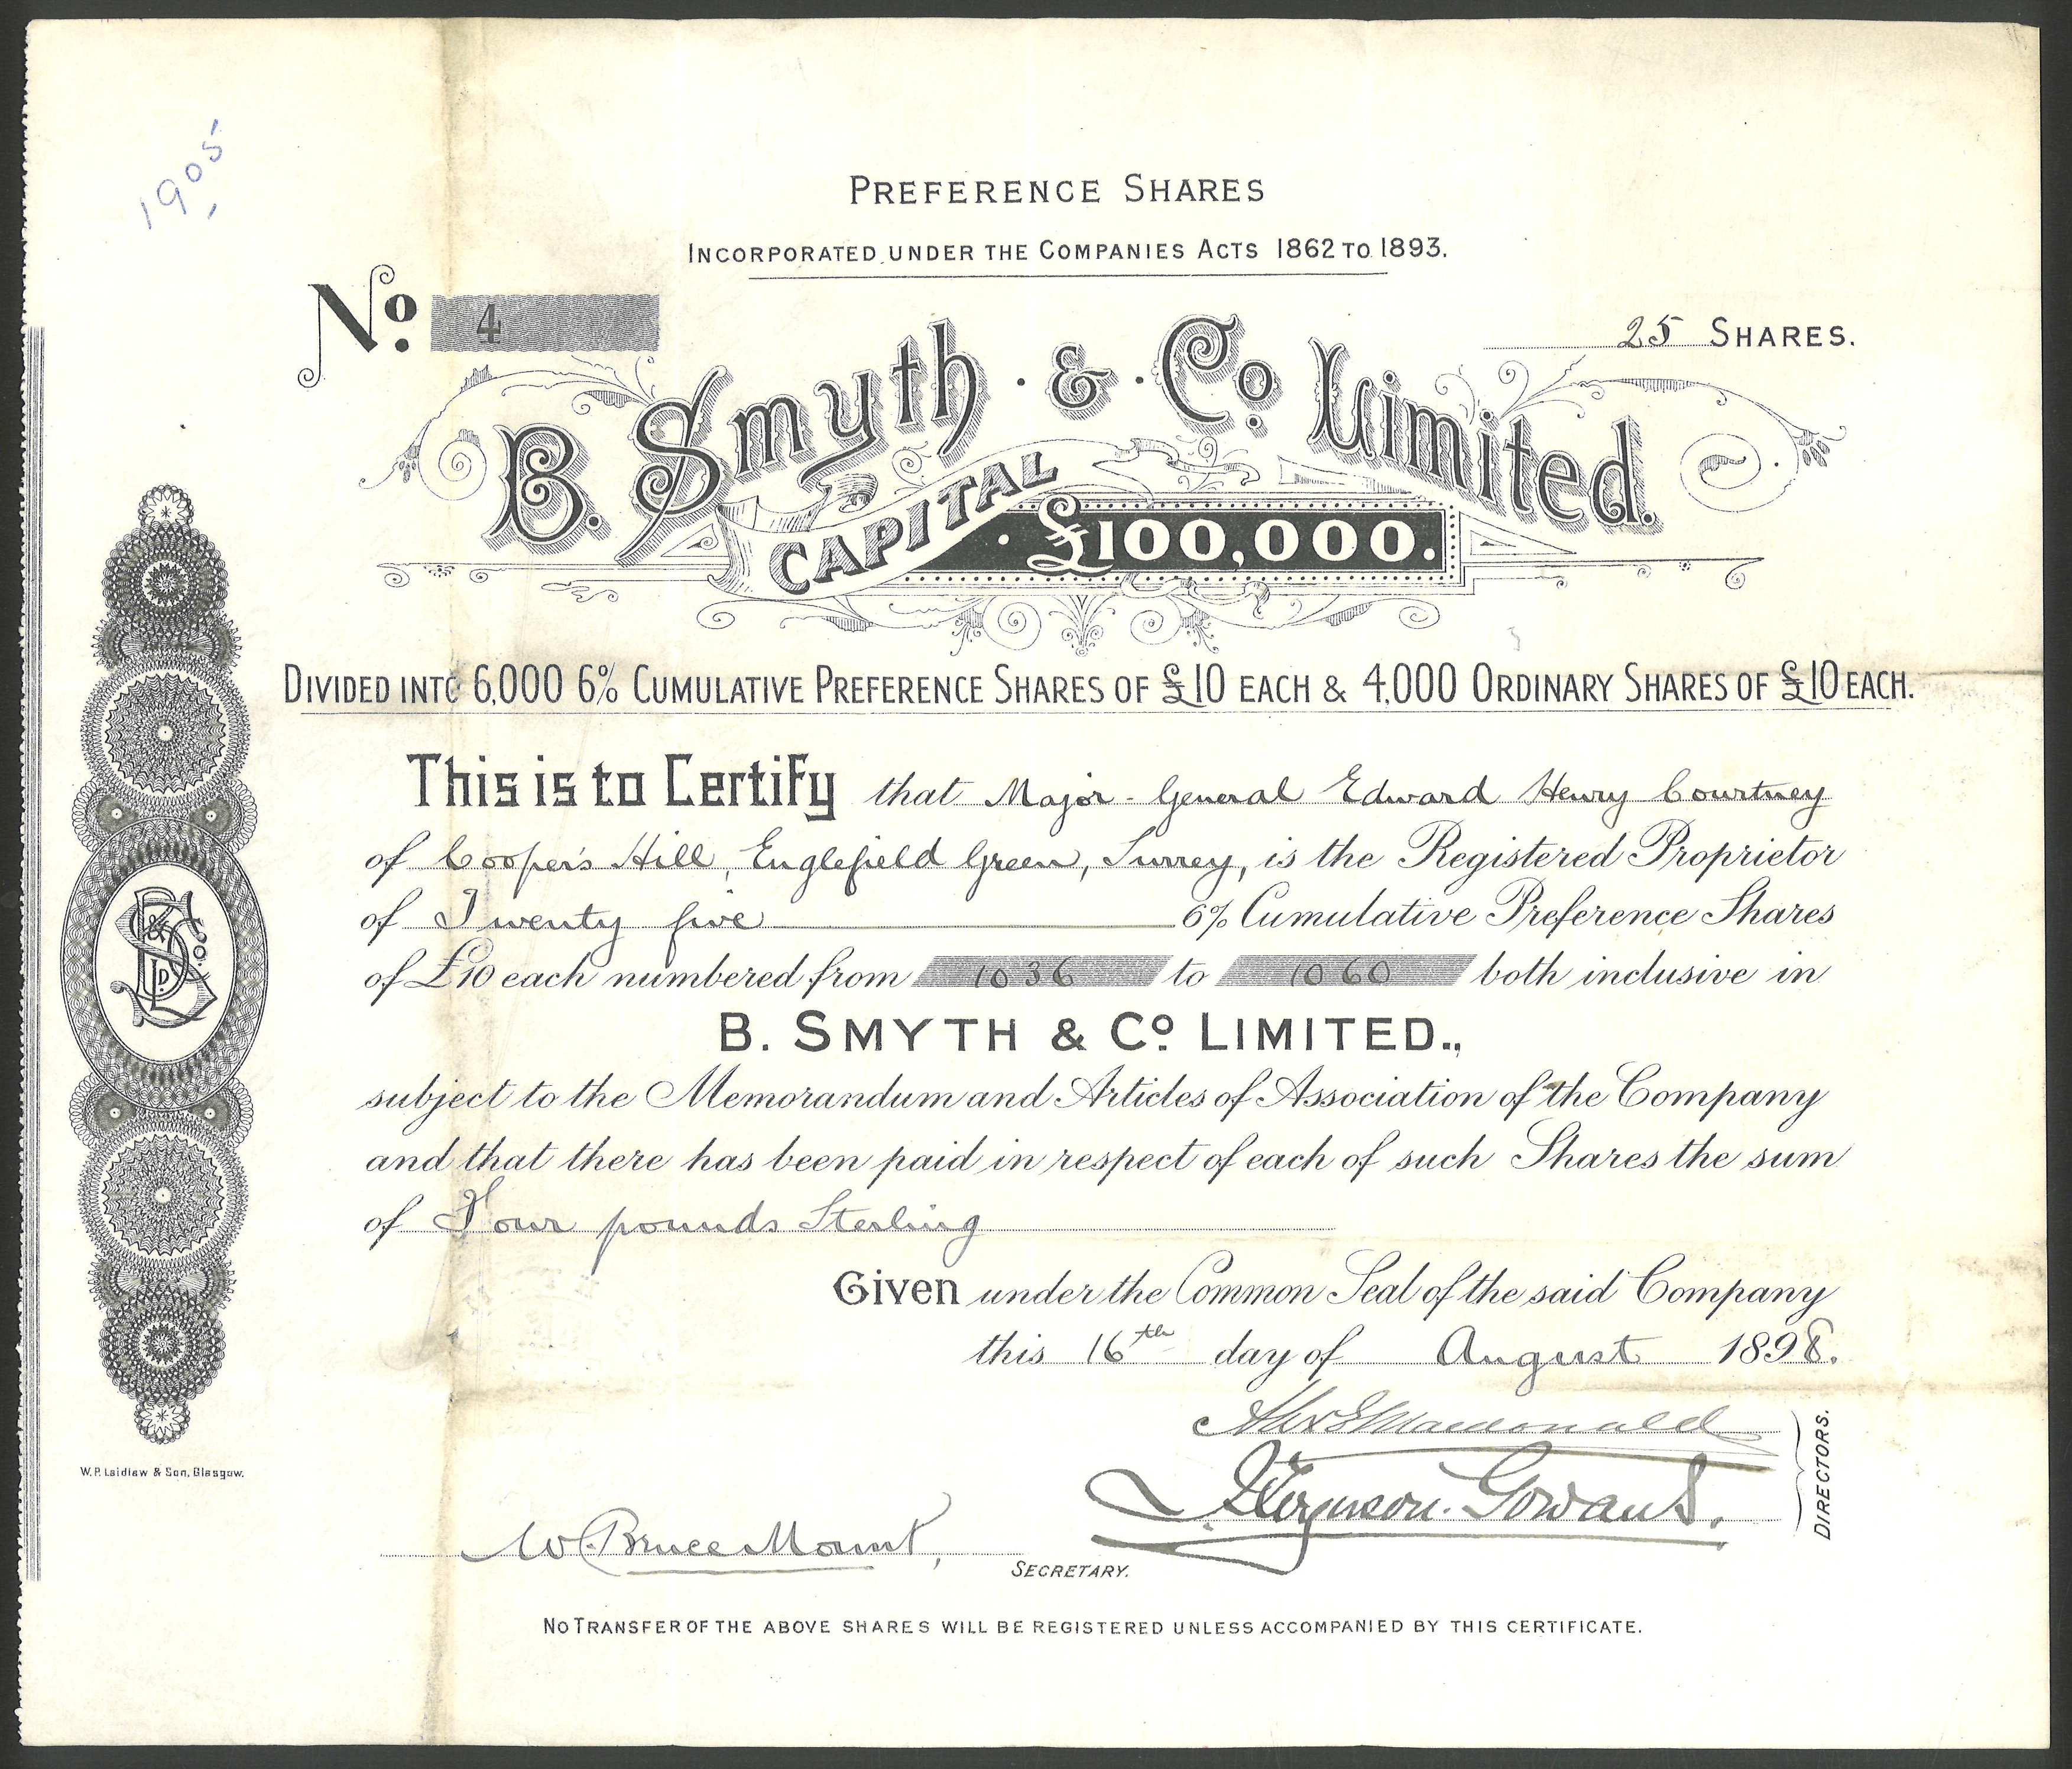 1905
PREFERENCE SHARES
INCORPORATED UNDER THE COMPANIES ACTS 1862 TO 1893.
No. 4
25 SHARES.
B. Smyth & Co Limited.
CAPITAL £100,000.
DIVIDED INTO 6,000 6% CUMULATIVE PREFERENCE SHARES OF £10 EACH & 4,000 ORDINARY SHARES OF £10 EACH.
This is to Certify that Major-General Edward Henry Courtney
of Cooper's Hill, Englefield Green, Surrey, is the Registered Proprietor
of Twenty five 6% Cumulative Preference Shares
of £10 each numbered from 1036 to 1060 both inclusive in
B. SMYTH & Co LIMITED.,
subject to the Memorandum and Articles of Association of the Company
and that there has been paid in respect of each of such Shares the sum
of Four pounds Sterling
Given under the Common Seal of the said Company
this 16th day of August 1898.
Macdonald
J. Ferguson Gowans.
DIRECTORS.
W. Bruce Mount,
SECRETARY.
NO TRANSFER OF THE ABOVE SHARES WILL BE REGISTERED UNLESS ACCOMPANIED BY THIS CERTIFICATE.
W.P. Laidlaw & Son, Glasgow.